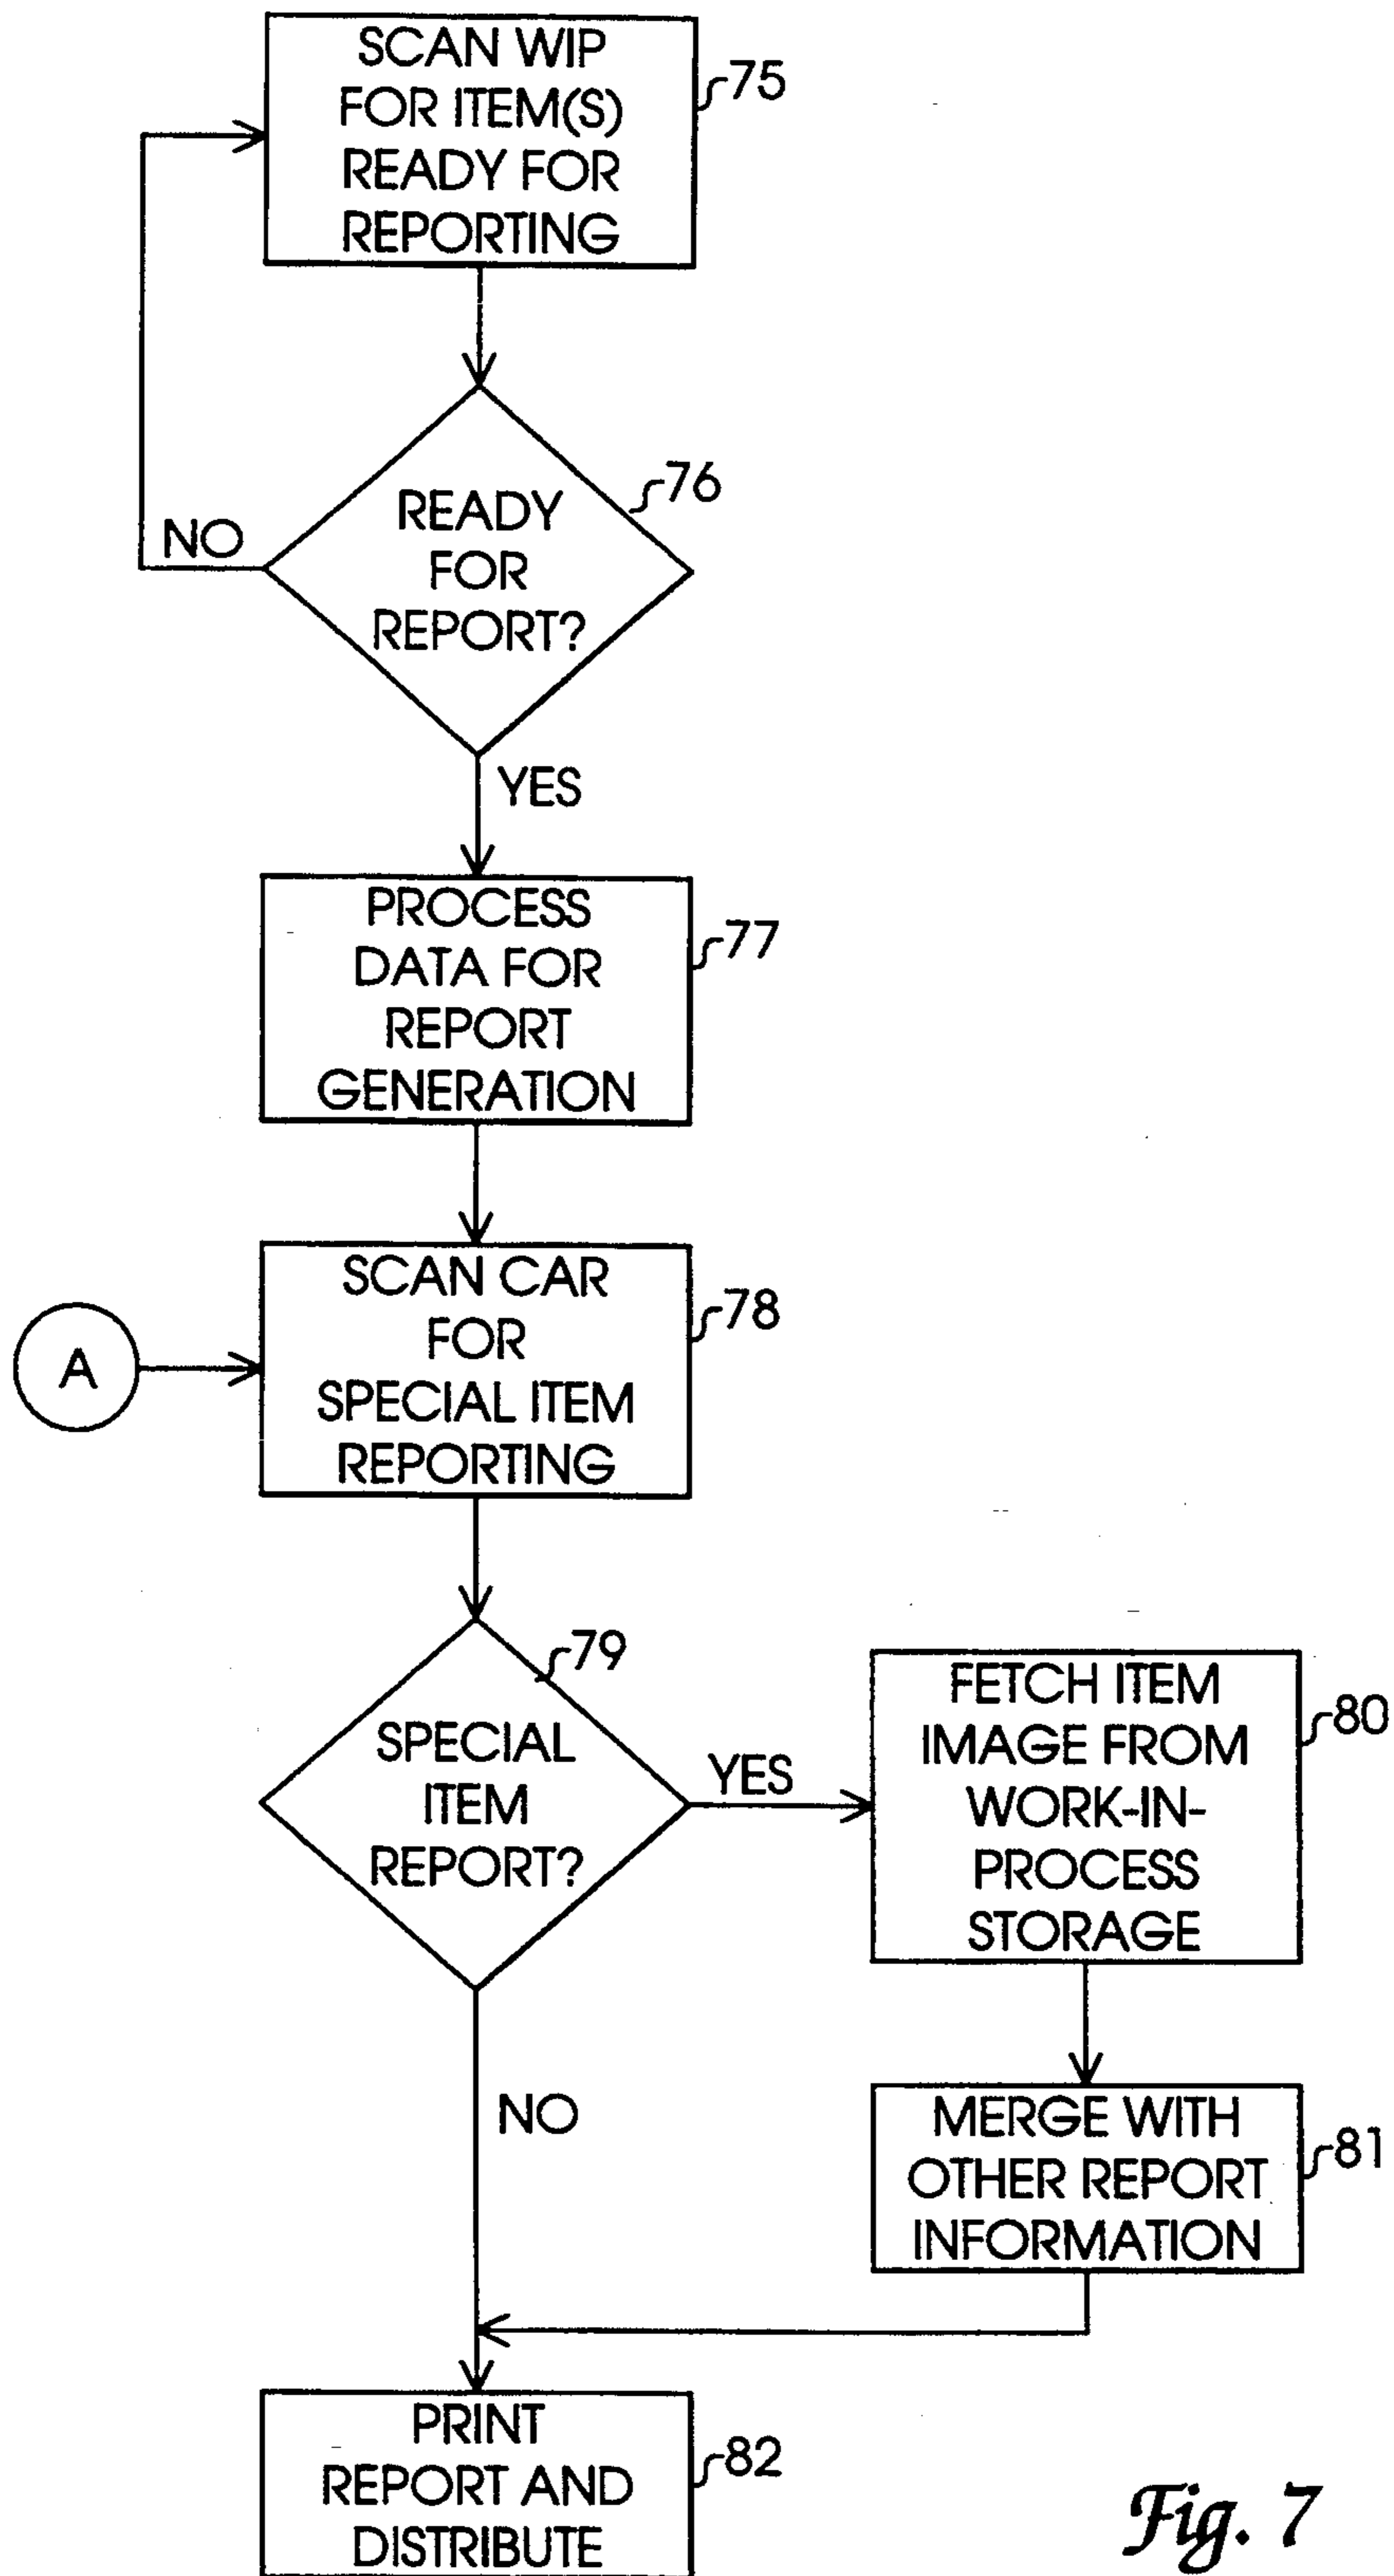 SCAN WIP
FOR ITEM(S)
READY FOR
REPORTING
75
READY
FOR
REPORT?
76
NO
YES
PROCESS
DATA FOR
REPORT
GENERATION
77
SCAN CAR
FOR
SPECIAL ITEM
REPORTING
78
A
SPECIAL
ITEM
REPORT?
79
YES
FETCH ITEM
IMAGE FROM
WORK-IN-
PROCESS
STORAGE
80
NO
MERGE WITH
OTHER REPORT
INFORMATION
81
PRINT
REPORT AND
DISTRIBUTE
82
Fig. 7